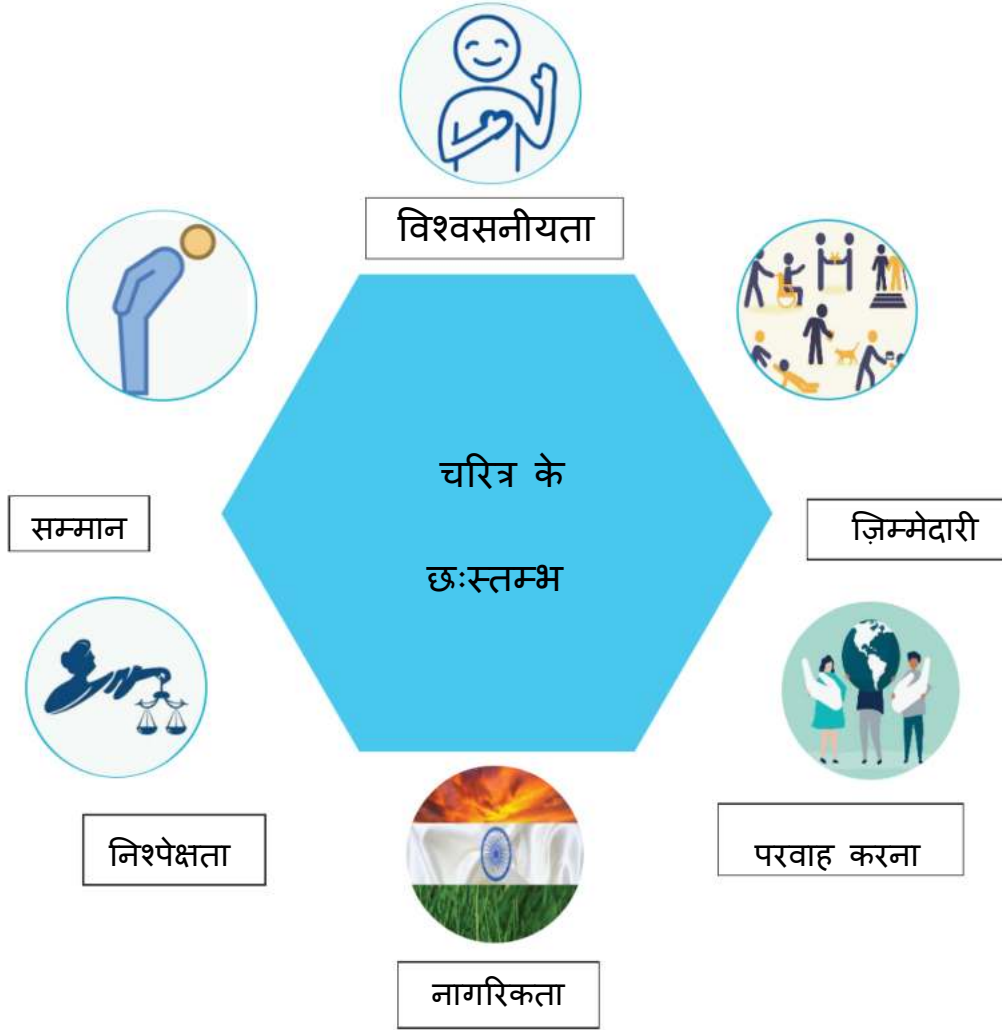 विश्वसनीयता
चरित्र के
छःस्तम्भ
सम्मान
ज़िम्मेदारी
निश्पेक्षता
परवाह करना
नागरिकता